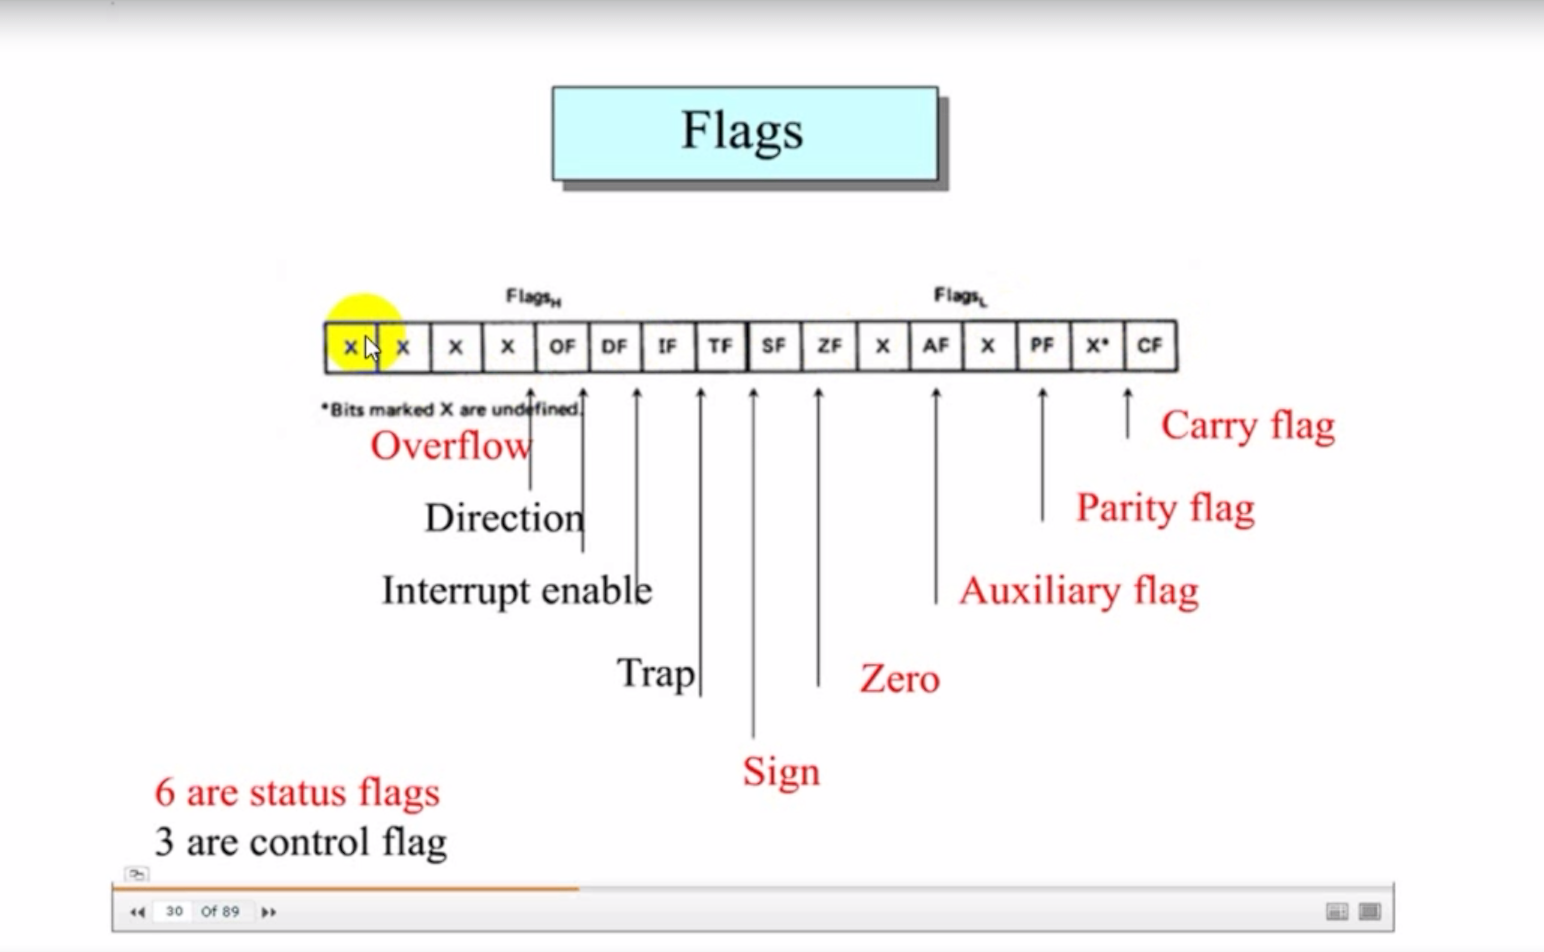 Flags
FlagsH FlagsL
X X X X OF DF IF TF SF ZF X AF X PF X* CF
*Bits marked X are undefined.
Overflow
Carry flag
Direction
Parity flag
Interrupt enable
Auxiliary flag
Trap
Zero
Sign
6 are status flags
3 are control flag
30 Of 89